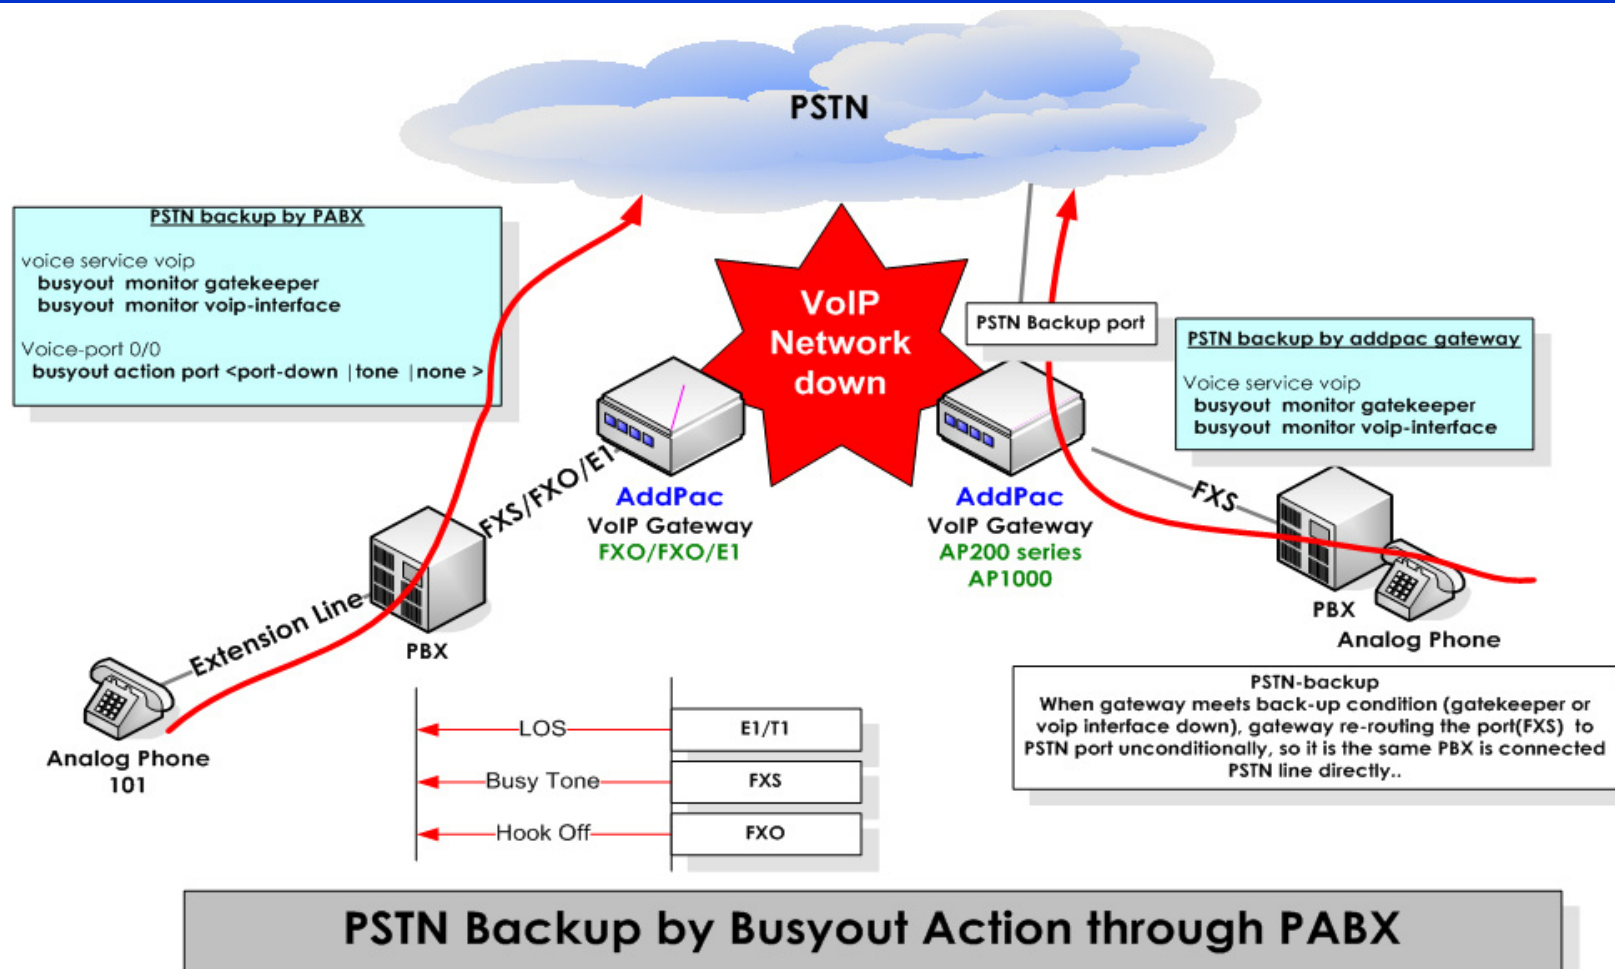 PSTN
PSTN backup by PABX
voice service voip
busyout monitor gatekeeper
busyout monitor voip-interface
Voice-port 0/0
busyout action port <port-down |tone |none >
VoIP
Network
down
PSTN Backup port
PSTN backup by addpac gateway
Voice service voip
busyout monitor gatekeeper
busyout monitor voip-interface
FXS/FXO/E1
AddPac
VoIP Gateway
FXO/FXO/E1
AddPac
VoIP Gateway
AP200 series
AP1000
FXS
PBX
Analog Phone
Extension Line
PBX
Analog Phone
101
LOS
E1/T1
Busy Tone
FXS
Hook Off
FXO
PSTN-backup
When gateway meets back-up condition (gatekeeper or
voip interface down), gateway re-routing the port(FXS) to
PSTN port unconditionally, so it is the same PBX is connected
PSTN line directly..
PSTN Backup by Busyout Action through PABX